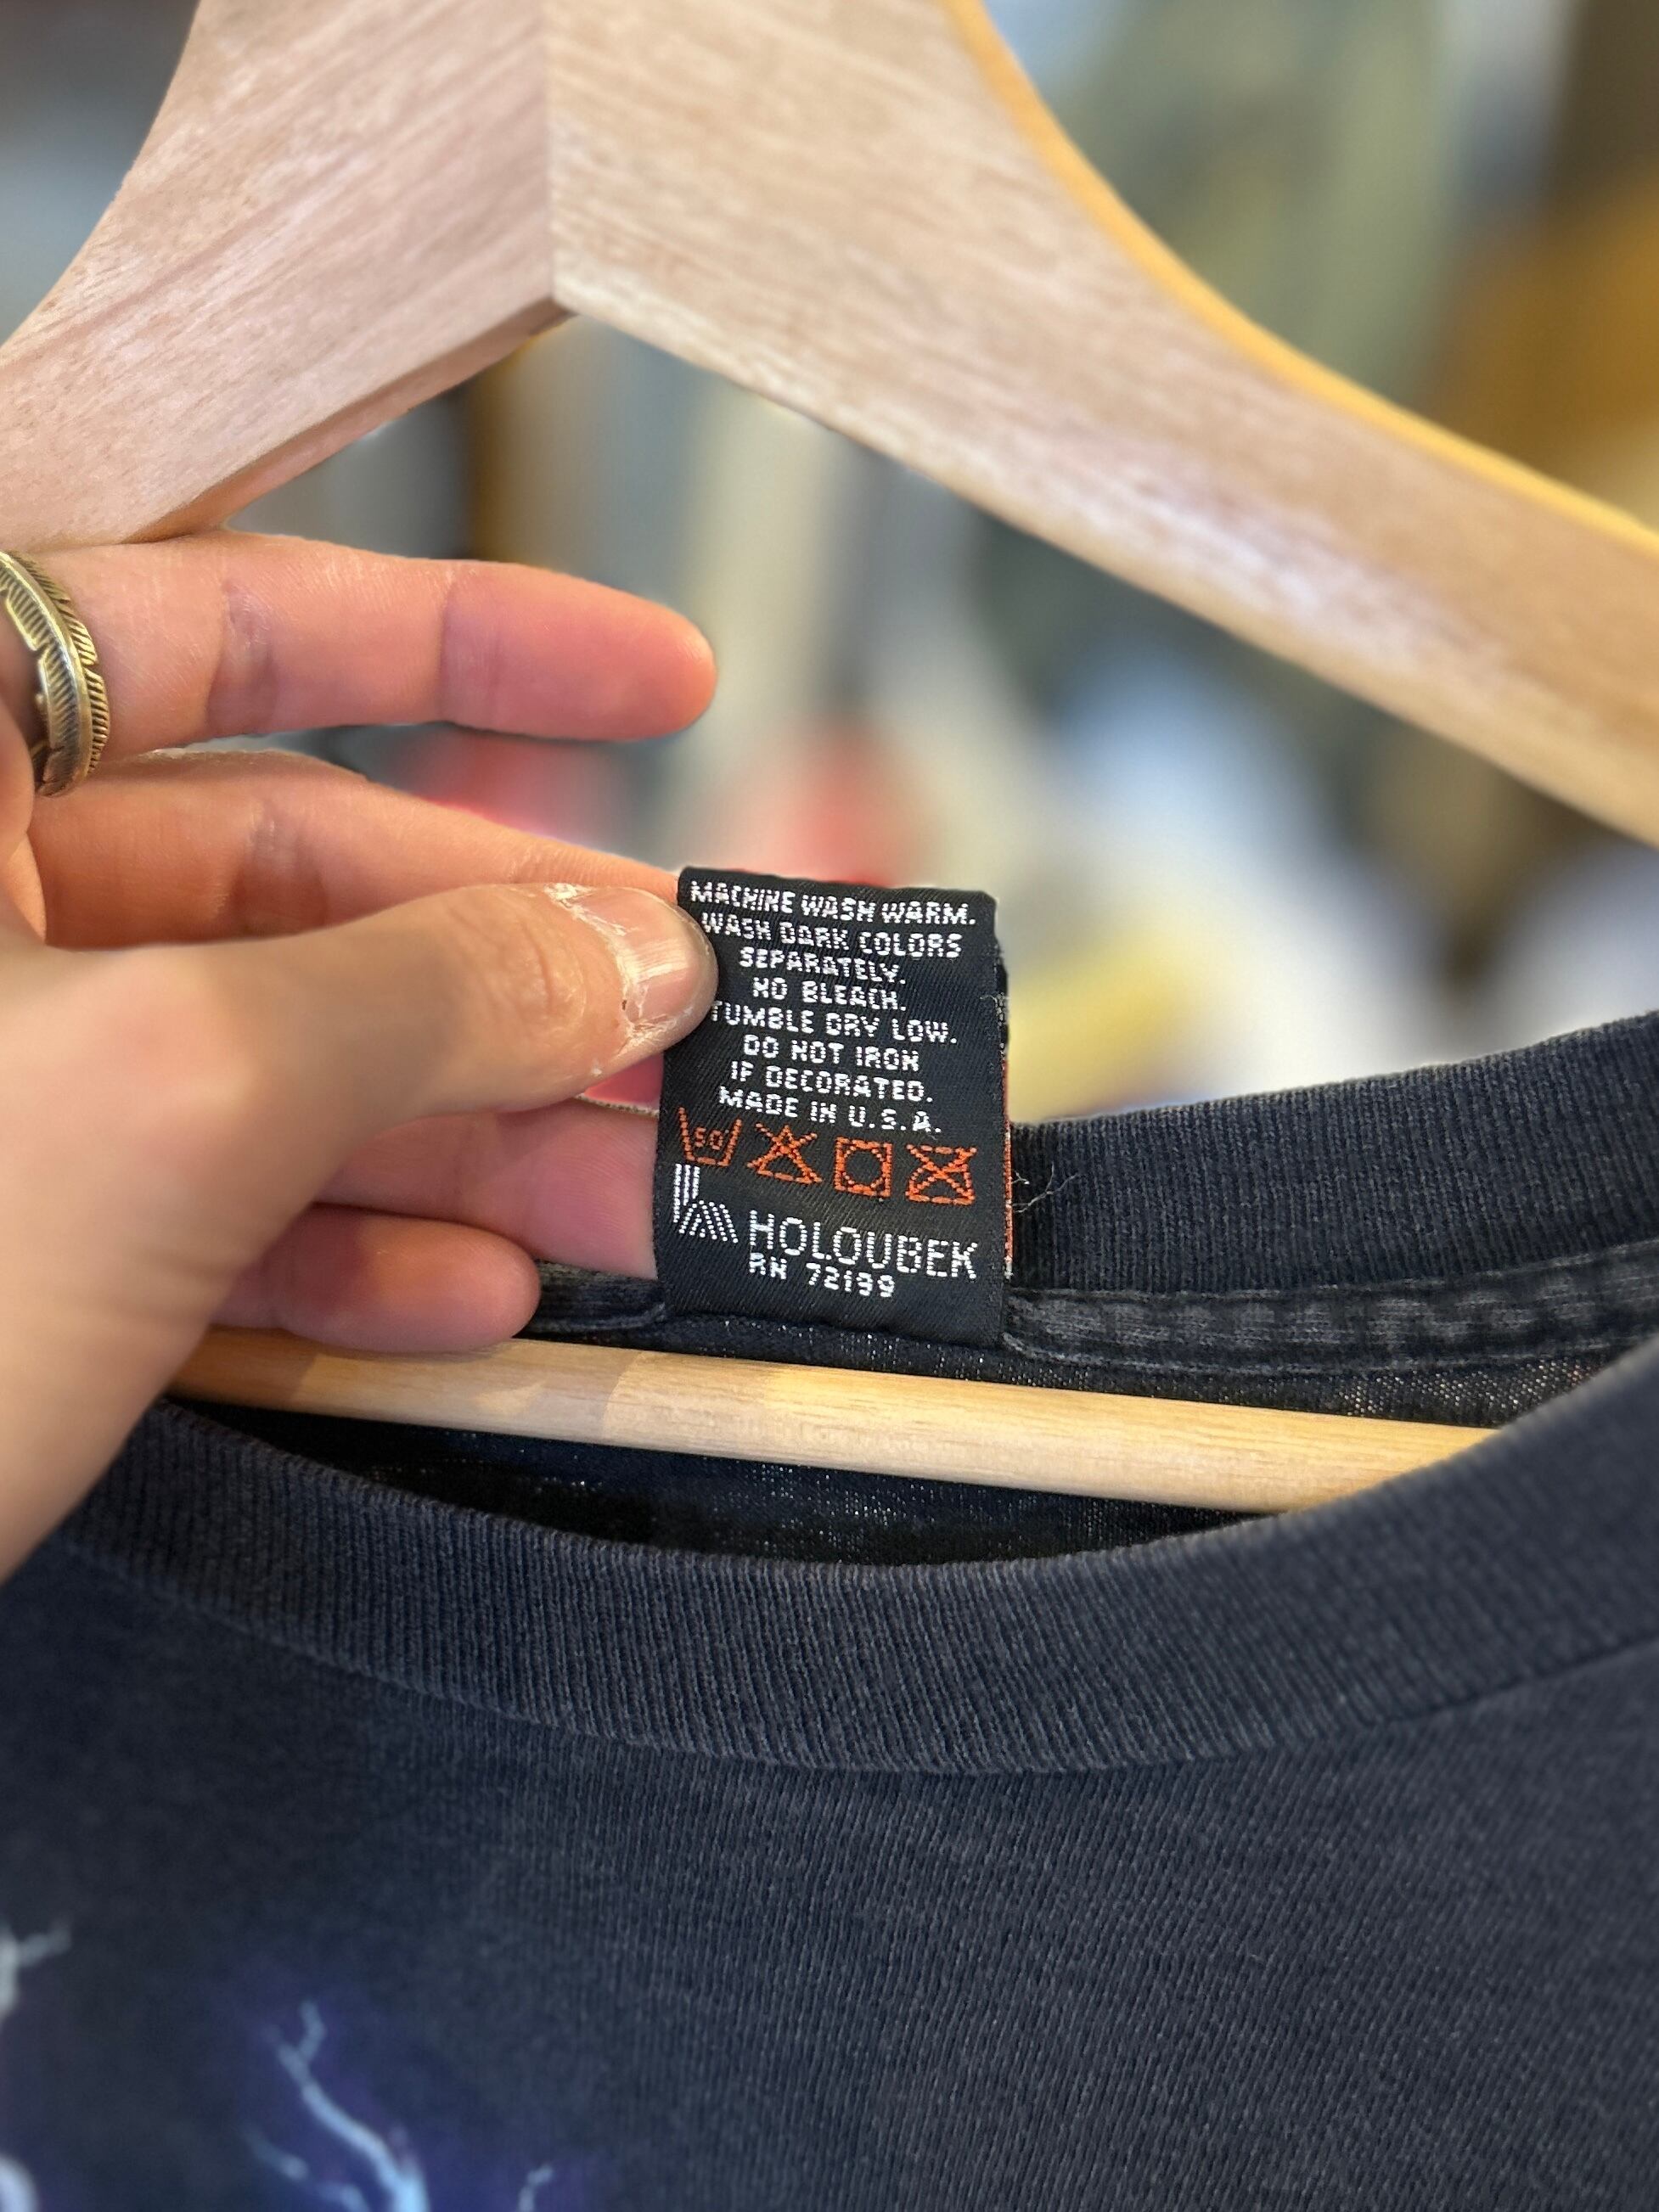 MACHINE WASH WARM.
WASH DARK COLORS
SEPARATELY.
NO BLEACH.
TUMBLE DRY LOW.
DO NOT IRON
IF DECORATED.
MADE IN U.S.A.
50
HOLOUBEK
RN 72199